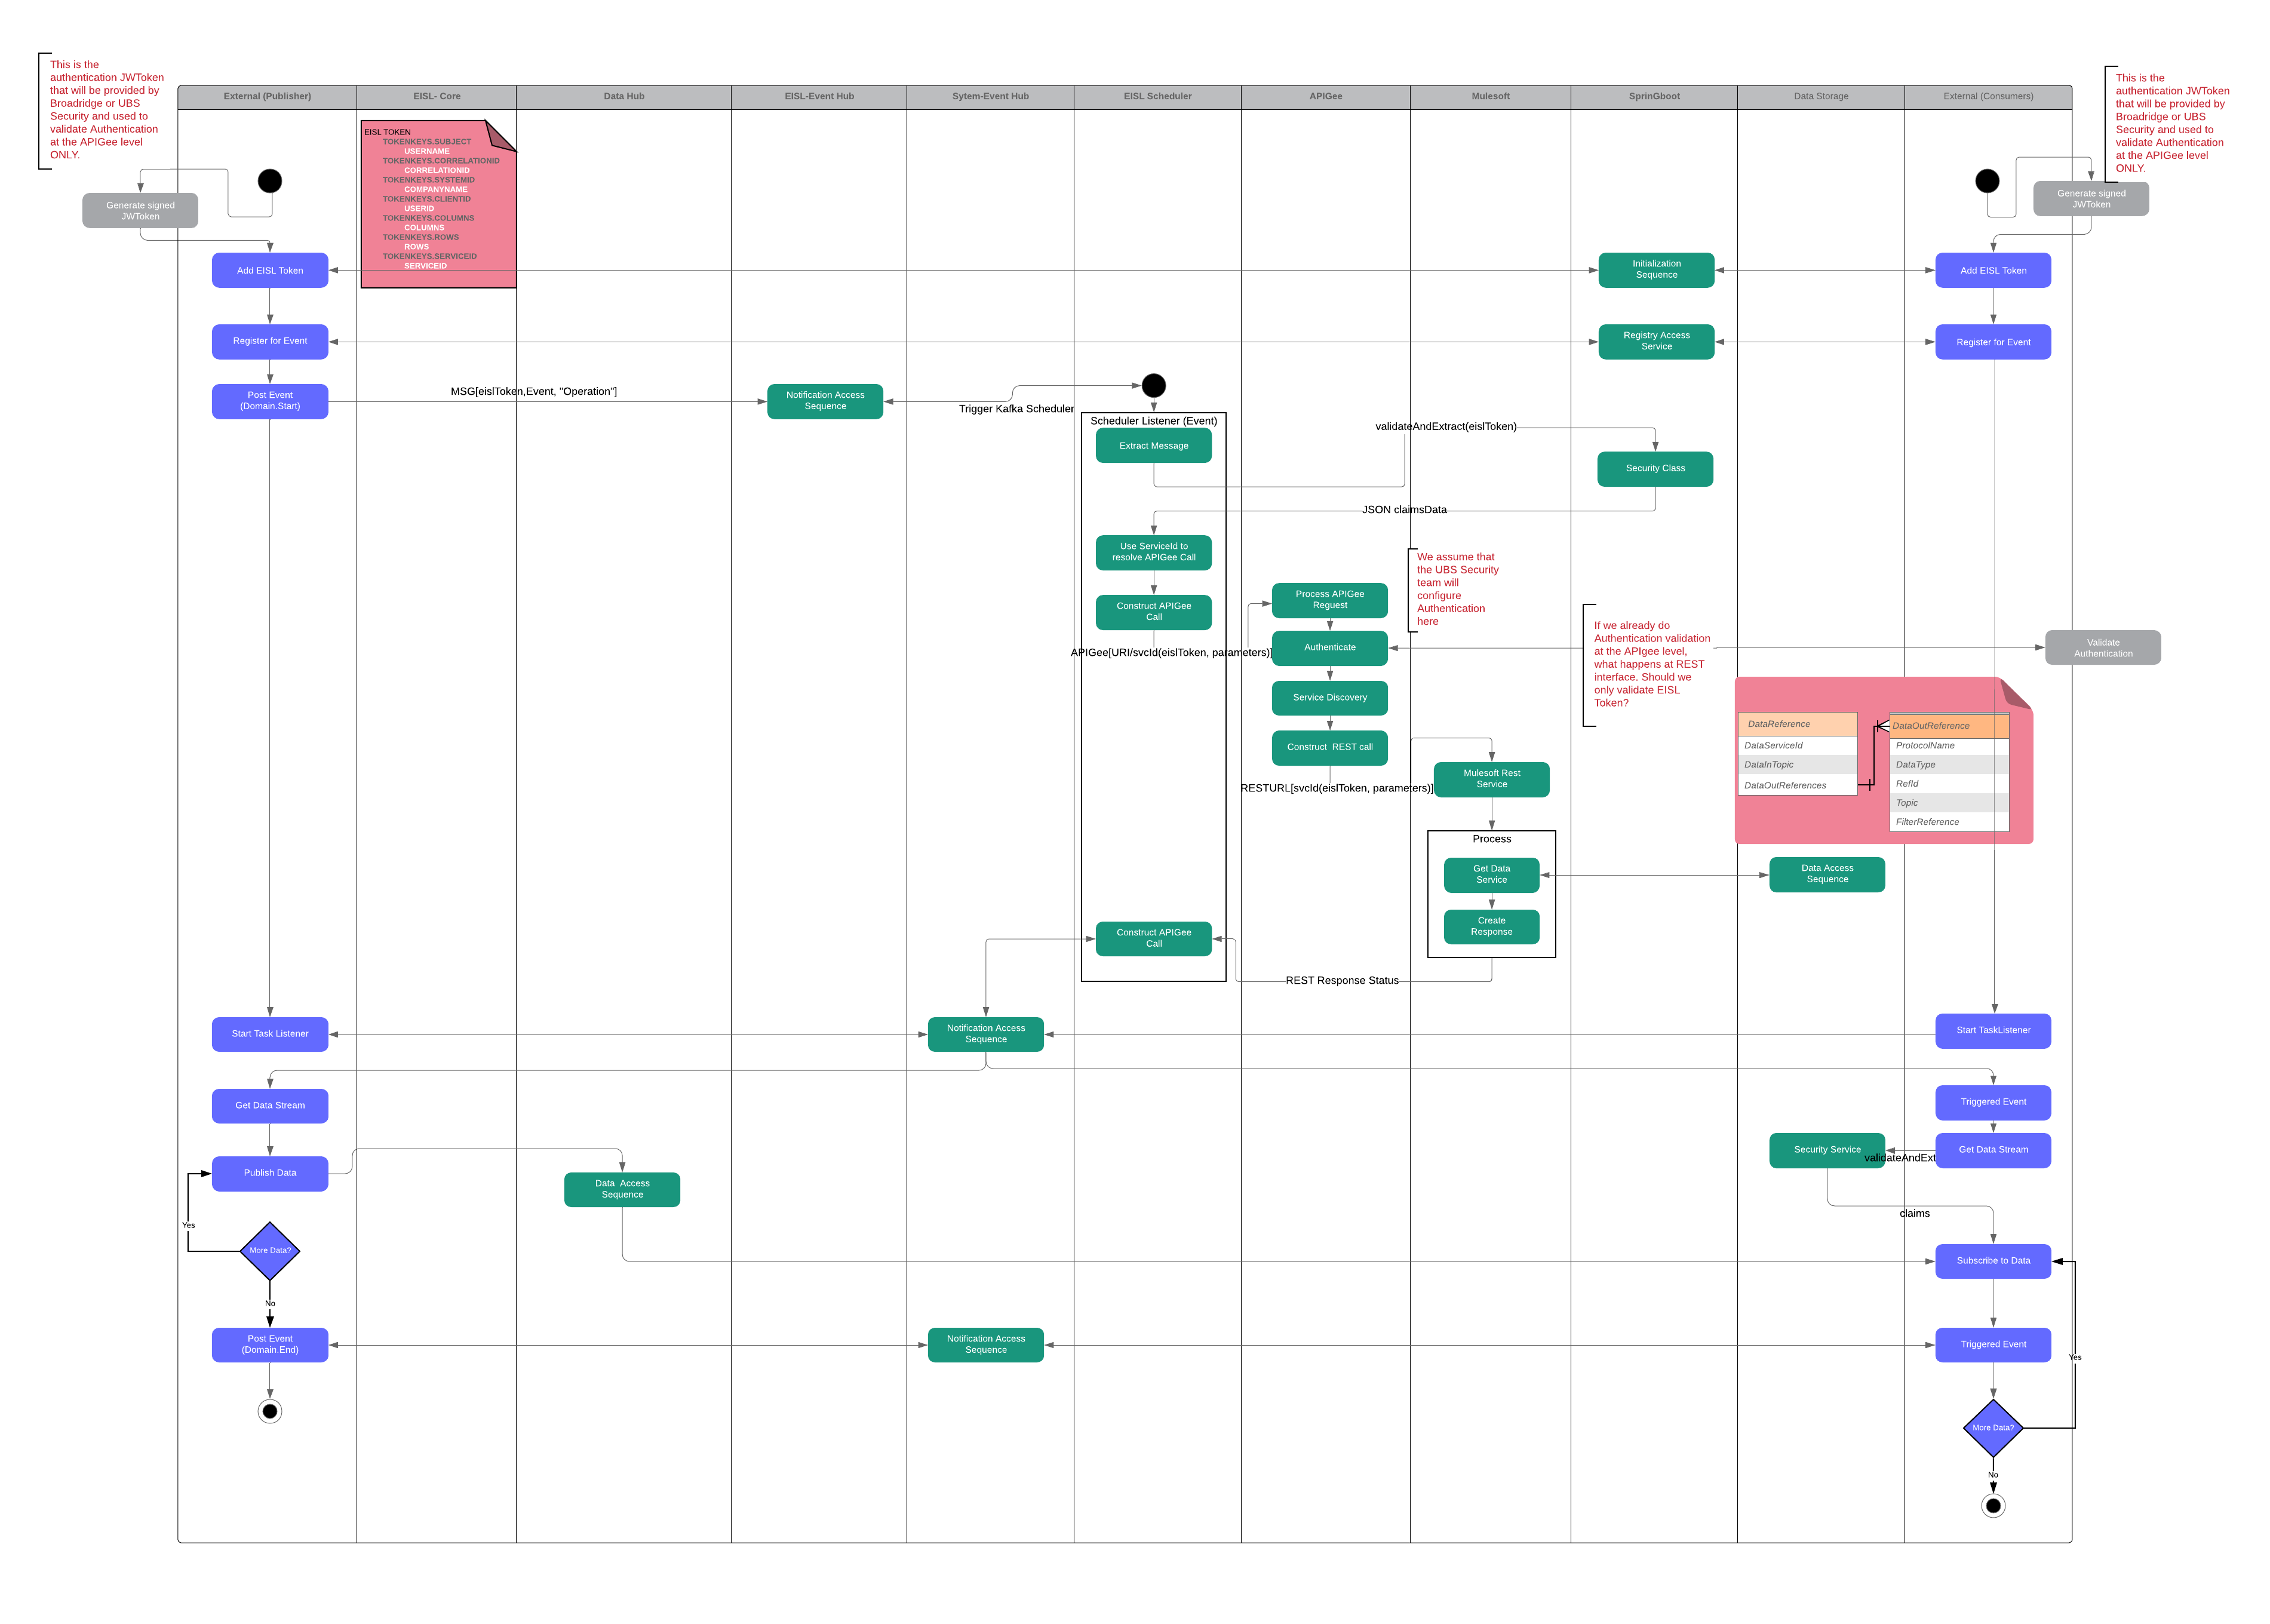 This is the
authentication JWToken
that will be provided by
Broadridge or UBS
Security and used to
validate Authentication
at the APIGee level
ONLY.
This is the
authentication JWToken
that will be provided by
Broadridge or UBS
Security and used to
validate Authentication
at the APIGee level
ONLY.
External (Publisher)
EISL- Core
Data Hub
EISL-Event Hub
Sytem-Event Hub
EISL Scheduler
APIGee
Mulesoft
SprinGboot
Data Storage
External (Consumers)
EISL TOKEN
TOKENKEYS.SUBJECT
USERNAME
TOKENKEYS.CORRELATIONID
CORRELATIONID
TOKENKEYS.SYSTEMID
COMPANYNAME
TOKENKEYS.CLIENTID
USERID
TOKENKEYS.COLUMNS
COLUMNS
TOKENKEYS.ROWS
ROWS
TOKENKEYS.SERVICEID
SERVICEID
Generate signed
JWToken
Generate signed
JWToken
Add EISL Token
Initialization
Sequence
Add EISL Token
Register for Event
Registry Access
Service
Register for Event
Post Event
(Domain.Start)
MSG[eislToken,Event, "Operation"]
Notification Access
Sequence
Trigger Kafka Scheduler
Scheduler Listener (Event)
Extract Message
validateAndExtract(eislToken)
Security Class
JSON claimsData
Use ServiceId to
resolve APIGee Call
Construct APIGee
Call
APIGee[URI/svcId(eislToken, parameters)]
Process APIGee
Reguest
We assume that
the UBS Security
team will
configure
Authentication
here
Authenticate
If we already do
Authentication validation
at the APIgee level,
what happens at REST
interface. Should we
only validate EISL
Token?
Validate
Authentication
Service Discovery
Construct  REST call
RESTURL[svcId(eislToken, parameters)]
Mulesoft Rest
Service
DataReference
DataServiceId
DataInTopic
DataOutReferences
DataOutReference
ProtocolName
DataType
RefId
Topic
FilterReference
Process
Get Data
Service
Data Access
Sequence
Create
Response
Construct APIGee
Call
REST Response Status
Start Task Listener
Notification Access
Sequence
Start TaskListener
Get Data Stream
Triggered Event
Security Service
validateAndExt
Get Data Stream
Publish Data
Data  Access
Sequence
claims
Yes
More Data?
No
Subscribe to Data
Post Event
(Domain.End)
Notification Access
Sequence
Triggered Event
Yes
More Data?
No